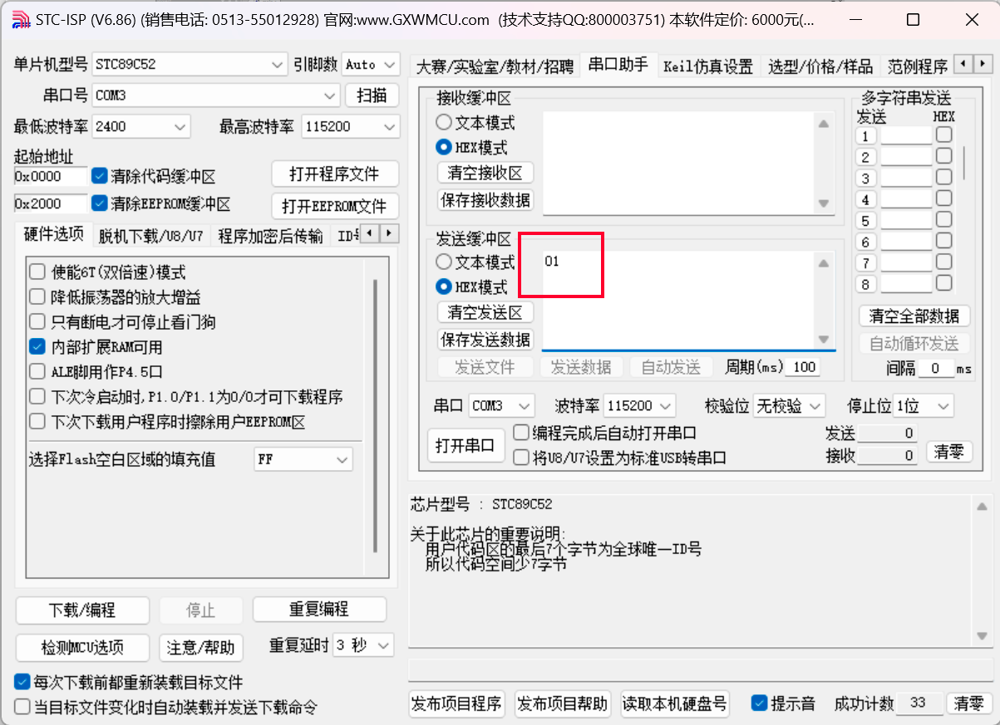 STC-ISP (V6.86) (销售电话: 0513-55012928) 官网:www.GXWMCU.com (技术支持QQ:800003751) 本软件定价: 6000元(...
单片机型号 STC89C52 引脚数 Auto
串口号 COM3 扫描
最低波特率 2400 最高波特率 115200
起始地址
0x0000 清除代码缓冲区 打开程序文件
0x2000 清除EEPROM缓冲区 打开EEPROM文件
硬件选项 脱机下载/U8/U7 程序加密后传输
使能6T(双倍速)模式
降低振荡器的放大增益
只有断电才可停止看门狗
内部扩展RAM可用
ALE脚用作P4.5口
下次冷启动时,P1.0/P1.1为0/0才可下载程序
下次下载用户程序时擦除用户EEPROM区
选择Flash空白区域的填充值 FF
下载/编程 停止 重复编程
检测MCU选项 注意/帮助 重复延时 3 秒
每次下载前都重新装载目标文件
当目标文件变化时自动装载并发送下载命令
大赛/实验室/教材/招聘 串口助手 Keil仿真设置 选型/价格/样品 范例程序
接收缓冲区
文本模式
HEX模式
清空接收区
保存接收数据
发送缓冲区
文本模式 01
HEX模式
清空发送区
保存发送数据
发送文件 发送数据 自动发送 周期(ms) 100
多字符串发送
发送 HEX
1
2
3
4
5
6
7
8
清空全部数据
自动循环发送
间隔 0 ms
串口 COM3 波特率 115200 校验位 无校验 停止位 1位
打开串口 编程完成后自动打开串口 发送 0
将U8/U7设置为标准USB转串口 接收 0 清零
芯片型号 : STC89C52
关于此芯片的重要说明:
用户代码区的最后7个字节为全球唯一ID号
所以代码空间少7字节
发布项目程序 发布项目帮助 读取本机硬盘号 提示音 成功计数 33 清零